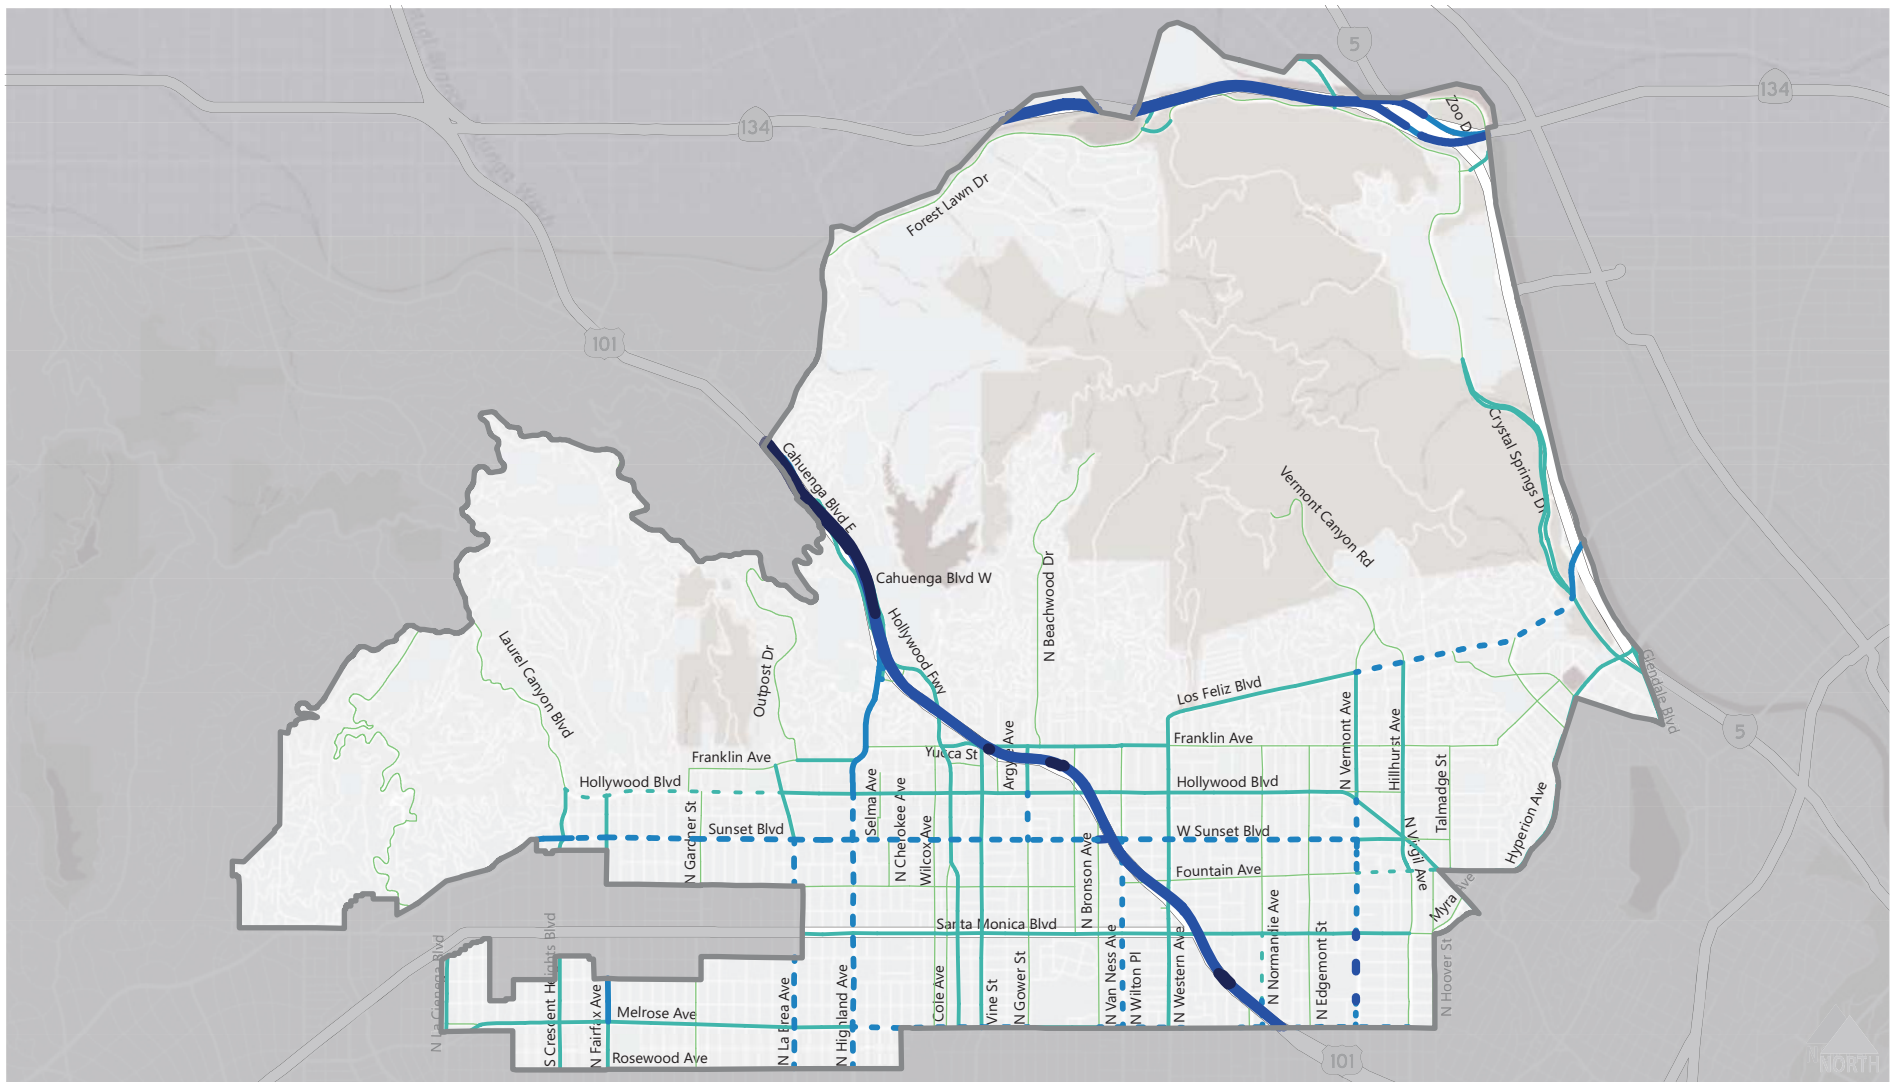 5
134
134
Zoo D
Forest Lawn Dr
101
Cahuenga Blvd E
Crystal Springs Dr
Vermont Canyon Rd
Cahuenga Blvd W
N Beachwood Dr
Hollywood Fwy
Laurel Canyon Blvd
Outpost Dr
Glendale Blvd
Los Feliz Blvd
5
Franklin Ave
Yucca St
Franklin Ave
N Vermont Ave
Hillhurst Ave
Talmadge St
Hollywood Blvd
Hollywood Blvd
Selma Ave
N Cherokee Ave
Wilcox Ave
Hyperion Ave
N Gardner St
Sunset Blvd
W Sunset Blvd
N Bronson Ave
N Virgil Ave
Fountain Ave
Myra Ave
Santa Monica Blvd
N La Cienega Blvd
S Crescent Heights Blvd
N Fairfax Ave
Melrose Ave
N La Brea Ave
N Highland Ave
Cole Ave
Vine St
N Gower St
N Van Ness Ave
N Wilton Pl
N Western Ave
N Normandie Ave
N Edgemont St
N Hoover St
Rosewood Ave
101
NORTH